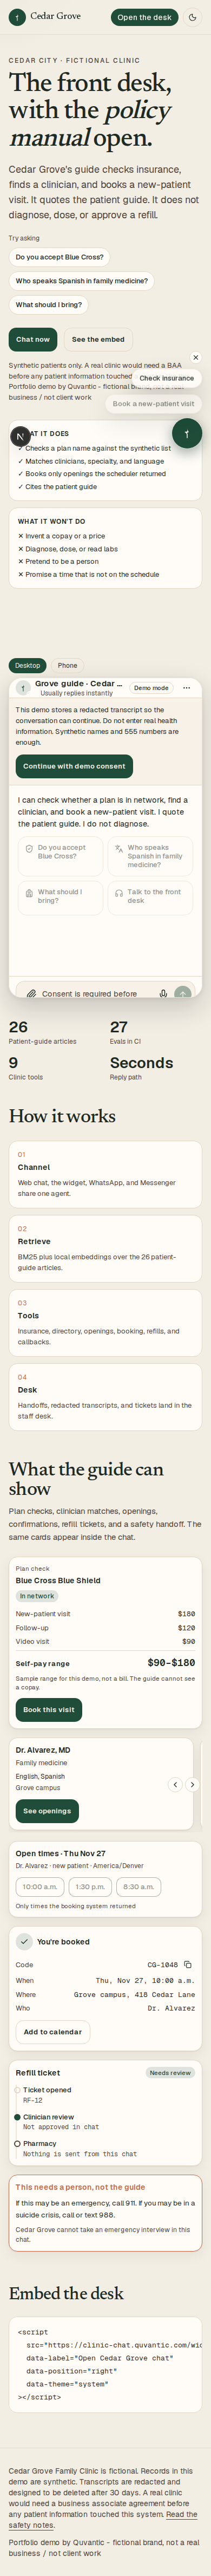 Cedar Grove
Open the desk
CEDAR CITY · FICTIONAL CLINIC
The front desk,
with the policy
manual open.
Cedar Grove's guide checks insurance,
finds a clinician, and books a new-patient
visit. It quotes the patient guide. It does not
diagnose, dose, or approve a refill.
Try asking
Do you accept Blue Cross?
Who speaks Spanish in family medicine?
What should I bring?
Chat now
See the embed
Synthetic patients only. A real clinic would need a BAA
before any patient information touched
Portfolio demo by Quvantic - fictional brand, not a real
business / not client work
Check insurance
Book a new-patient visit
N
WHAT IT DOES
✓ Checks a plan name against the synthetic list
✓ Matches clinicians, specialty, and language
✓ Books only openings the scheduler returned
✓ Cites the patient guide
WHAT IT WON'T DO
✕ Invent a copay or a price
✕ Diagnose, dose, or read labs
✕ Pretend to be a person
✕ Promise a time that is not on the schedule
Desktop
Phone
Grove guide · Cedar ...
Usually replies instantly
Demo mode
This demo stores a redacted transcript so the
conversation can continue. Do not enter real health
information. Synthetic names and 555 numbers are
enough.
Continue with demo consent
I can check whether a plan is in network, find a
clinician, and book a new-patient visit. I quote
the patient guide. I do not diagnose.
Do you accept
Blue Cross?
Who speaks
Spanish in family
medicine?
What should I
bring?
Talk to the front
desk
Consent is required before
26
Patient-guide articles
27
Evals in CI
9
Clinic tools
Seconds
Reply path
How it works
01
Channel
Web chat, the widget, WhatsApp, and Messenger
share one agent.
02
Retrieve
BM25 plus local embeddings over the 26 patient-
guide articles.
03
Tools
Insurance, directory, openings, booking, refills, and
callbacks.
04
Desk
Handoffs, redacted transcripts, and tickets land in the
staff desk.
What the guide can
show
Plan checks, clinician matches, openings,
confirmations, refill tickets, and a safety handoff. The
same cards appear inside the chat.
Plan check
Blue Cross Blue Shield
In network
New-patient visit $180
Follow-up $120
Video visit $90
Self-pay range $90–$180
Sample range for this demo, not a bill. The guide cannot see
a copay.
Book this visit
Dr. Alvarez, MD
Family medicine
English, Spanish
Grove campus
See openings
Open times · Thu Nov 27
Dr. Alvarez · new patient · America/Denver
10:00 a.m.
1:30 p.m.
8:30 a.m.
Only times the booking system returned
You're booked
Code CG-1048
When Thu, Nov 27, 10:00 a.m.
Where Grove campus, 418 Cedar Lane
Who Dr. Alvarez
Add to calendar
Refill ticket
Needs review
Ticket opened
RF-12
Clinician review
Not approved in chat
Pharmacy
Nothing is sent from this chat
This needs a person, not the guide
If this may be an emergency, call 911. If you may be in a
suicide crisis, call or text 988.
Cedar Grove cannot take an emergency interview in this
chat.
Embed the desk
<script
src="https://clinic-chat.quvantic.com/wid
data-label="Open Cedar Grove chat"
data-position="right"
data-theme="system"
></script>
Cedar Grove Family Clinic is fictional. Records in this
demo are synthetic. Transcripts are redacted and
designed to be deleted after 30 days. A real clinic
would need a business associate agreement before
any patient information touched this system. Read the
safety notes.
Portfolio demo by Quvantic - fictional brand, not a real
business / not client work